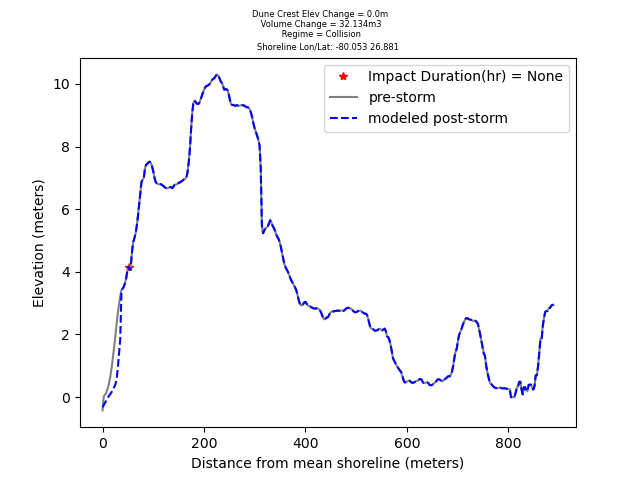 Dune Crest Elev Change = 0.0m
Volume Change = 32.134m3
Regime = Collision
Shoreline Lon/Lat: -80.053 26.881
Impact Duration(hr) = None
pre-storm
modeled post-storm
10
8
6
4
2
0
Elevation (meters)
0 200 400 600 800
Distance from mean shoreline (meters)